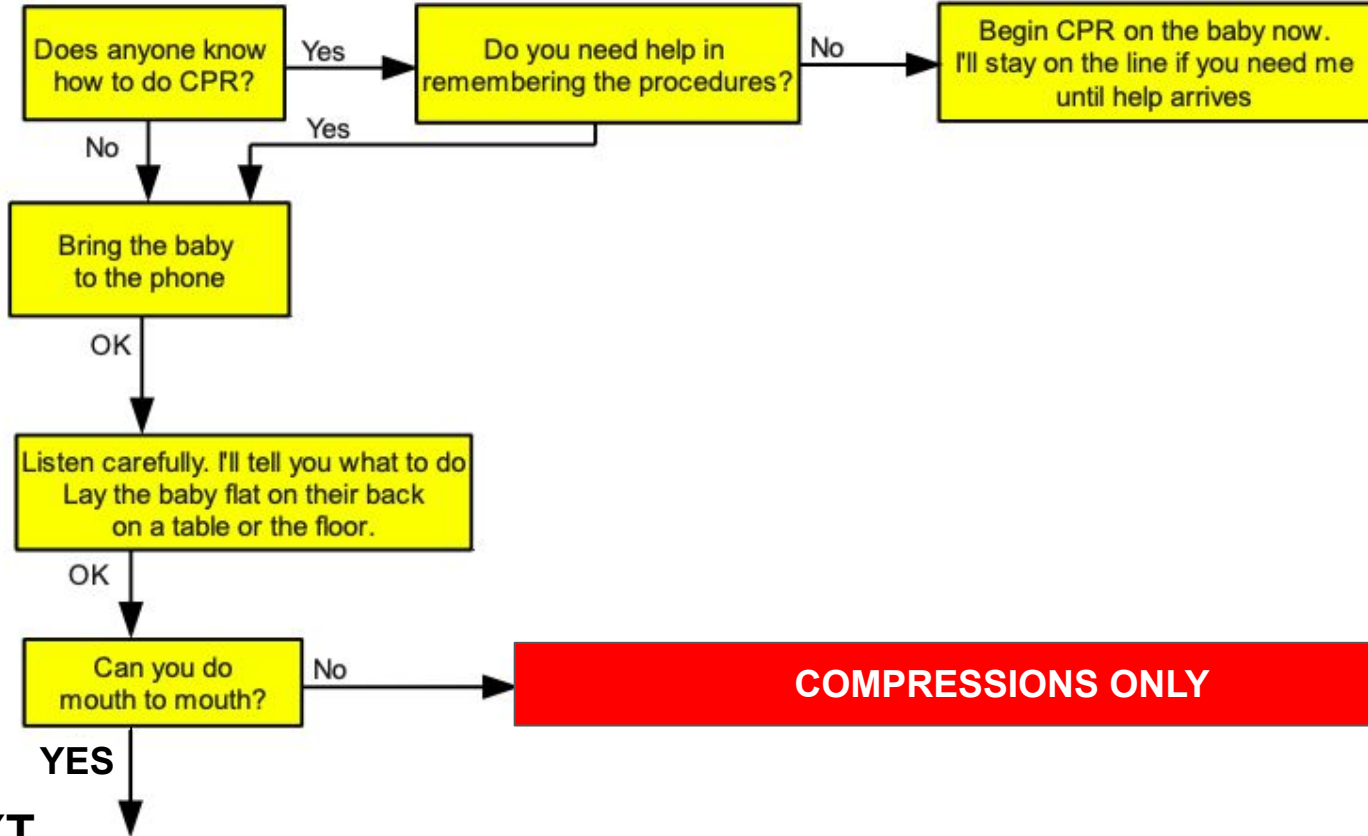 Does anyone know
how to do CPR?
Yes
Do you need help in
remembering the procedures?
No
Begin CPR on the baby now.
I'll stay on the line if you need me
until help arrives
No
Yes
Bring the baby
to the phone
OK
Listen carefully. I'll tell you what to do
Lay the baby flat on their back
on a table or the floor.
OK
Can you do
mouth to mouth?
No
COMPRESSIONS ONLY
YES